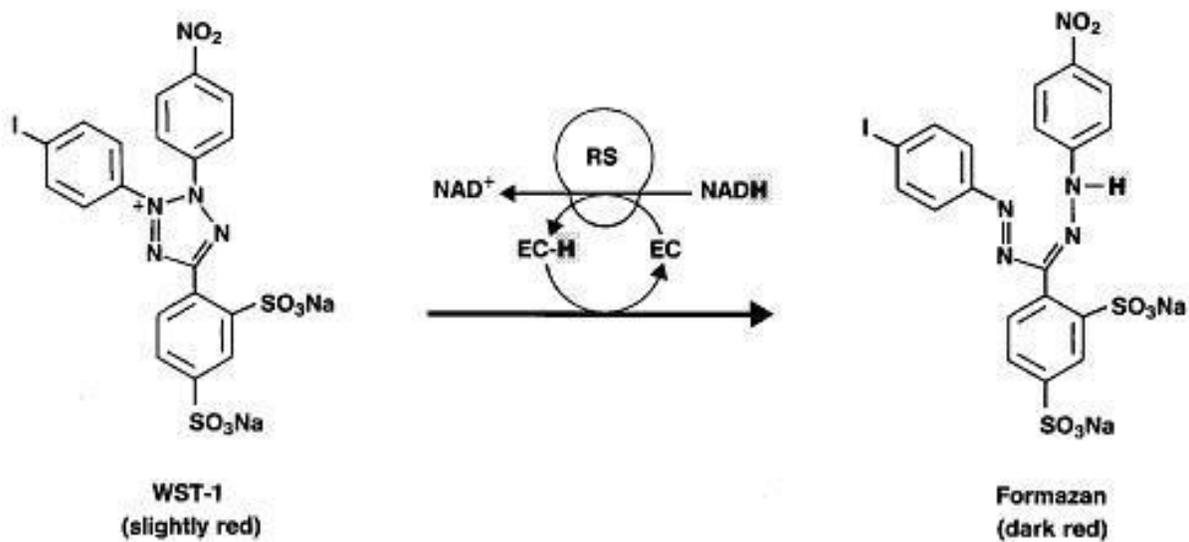 NO₂
I
N
+
N
N
N
SO₃Na
SO₃Na
WST-1
(slightly red)
RS
NAD⁺
NADH
EC-H
EC
NO₂
I
N
N-H
N
N
SO₃Na
SO₃Na
Formazan
(dark red)